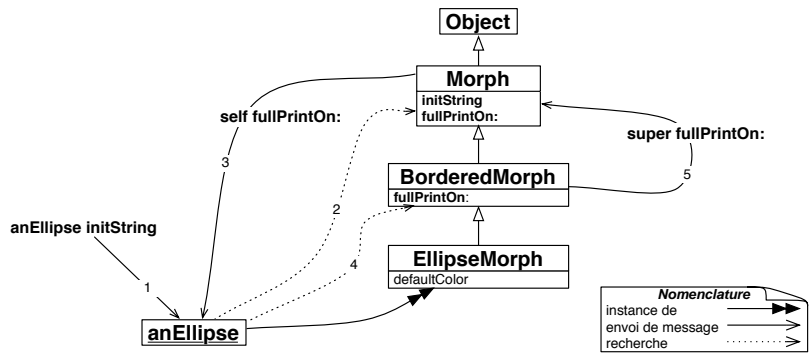 Object
Morph
initString
fullPrintOn:
self fullPrintOn:
super fullPrintOn:
3
5
BorderedMorph
fullPrintOn:
2
anEllipse initString
EllipseMorph
defaultColor
4
1
anEllipse
Nomenclature
instance de
envoi de message
recherche